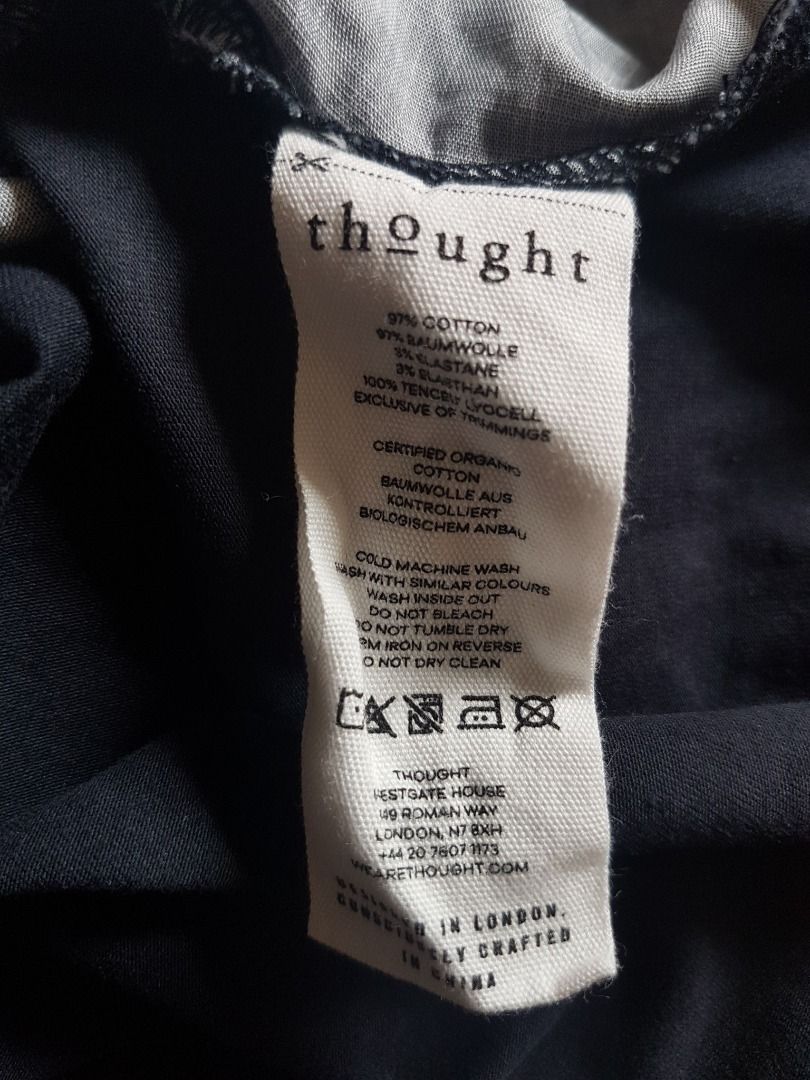 thought
97% COTTON
97% BAUMWOLLE
3% ELASTANE
3% ELASTHAN
100% TENCEL LYOCELL
EXCLUSIVE OF TRIMMINGS
CERTIFIED ORGANIC
COTTON
BAUMWOLLE AUS
KONTROLLIERT
BIOLOGISCHEM ANBAU
COLD MACHINE WASH
WASH WITH SIMILAR COLOURS
WASH INSIDE OUT
DO NOT BLEACH
DO NOT TUMBLE DRY
IRON ON REVERSE
DO NOT DRY CLEAN
THOUGHT
WESTGATE HOUSE
149 ROMAN WAY
LONDON, N7 8XH
+44 20 7607 1173
WEARETHOUGHT.COM
DESIGNED IN LONDON.
CONSCIOUSLY CRAFTED
IN CHINA